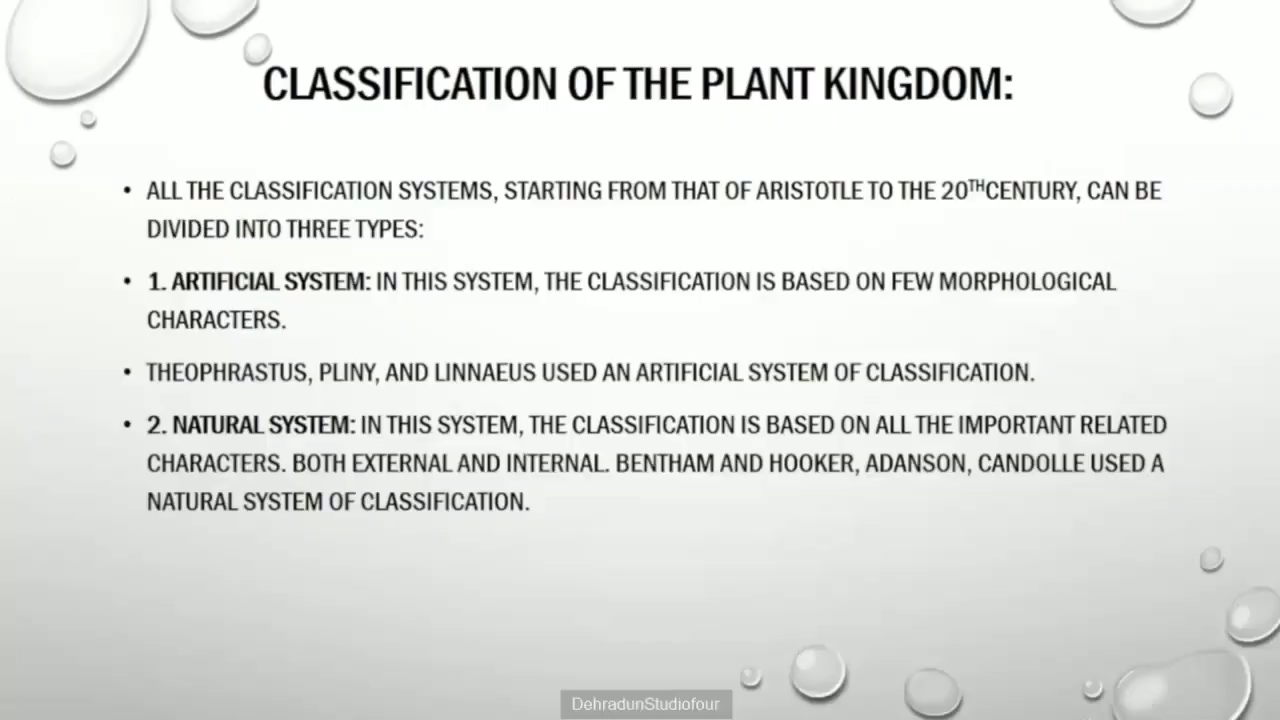 CLASSIFICATION OF THE PLANT KINGDOM:
• ALL THE CLASSIFICATION SYSTEMS, STARTING FROM THAT OF ARISTOTLE TO THE 20THCENTURY, CAN BE
DIVIDED INTO THREE TYPES:
• 1. ARTIFICIAL SYSTEM: IN THIS SYSTEM, THE CLASSIFICATION IS BASED ON FEW MORPHOLOGICAL
CHARACTERS.
• THEOPHRASTUS, PLINY, AND LINNAEUS USED AN ARTIFICIAL SYSTEM OF CLASSIFICATION.
• 2. NATURAL SYSTEM: IN THIS SYSTEM, THE CLASSIFICATION IS BASED ON ALL THE IMPORTANT RELATED
CHARACTERS. BOTH EXTERNAL AND INTERNAL. BENTHAM AND HOOKER, ADANSON, CANDOLLE USED A
NATURAL SYSTEM OF CLASSIFICATION.
DehradunStudiofour